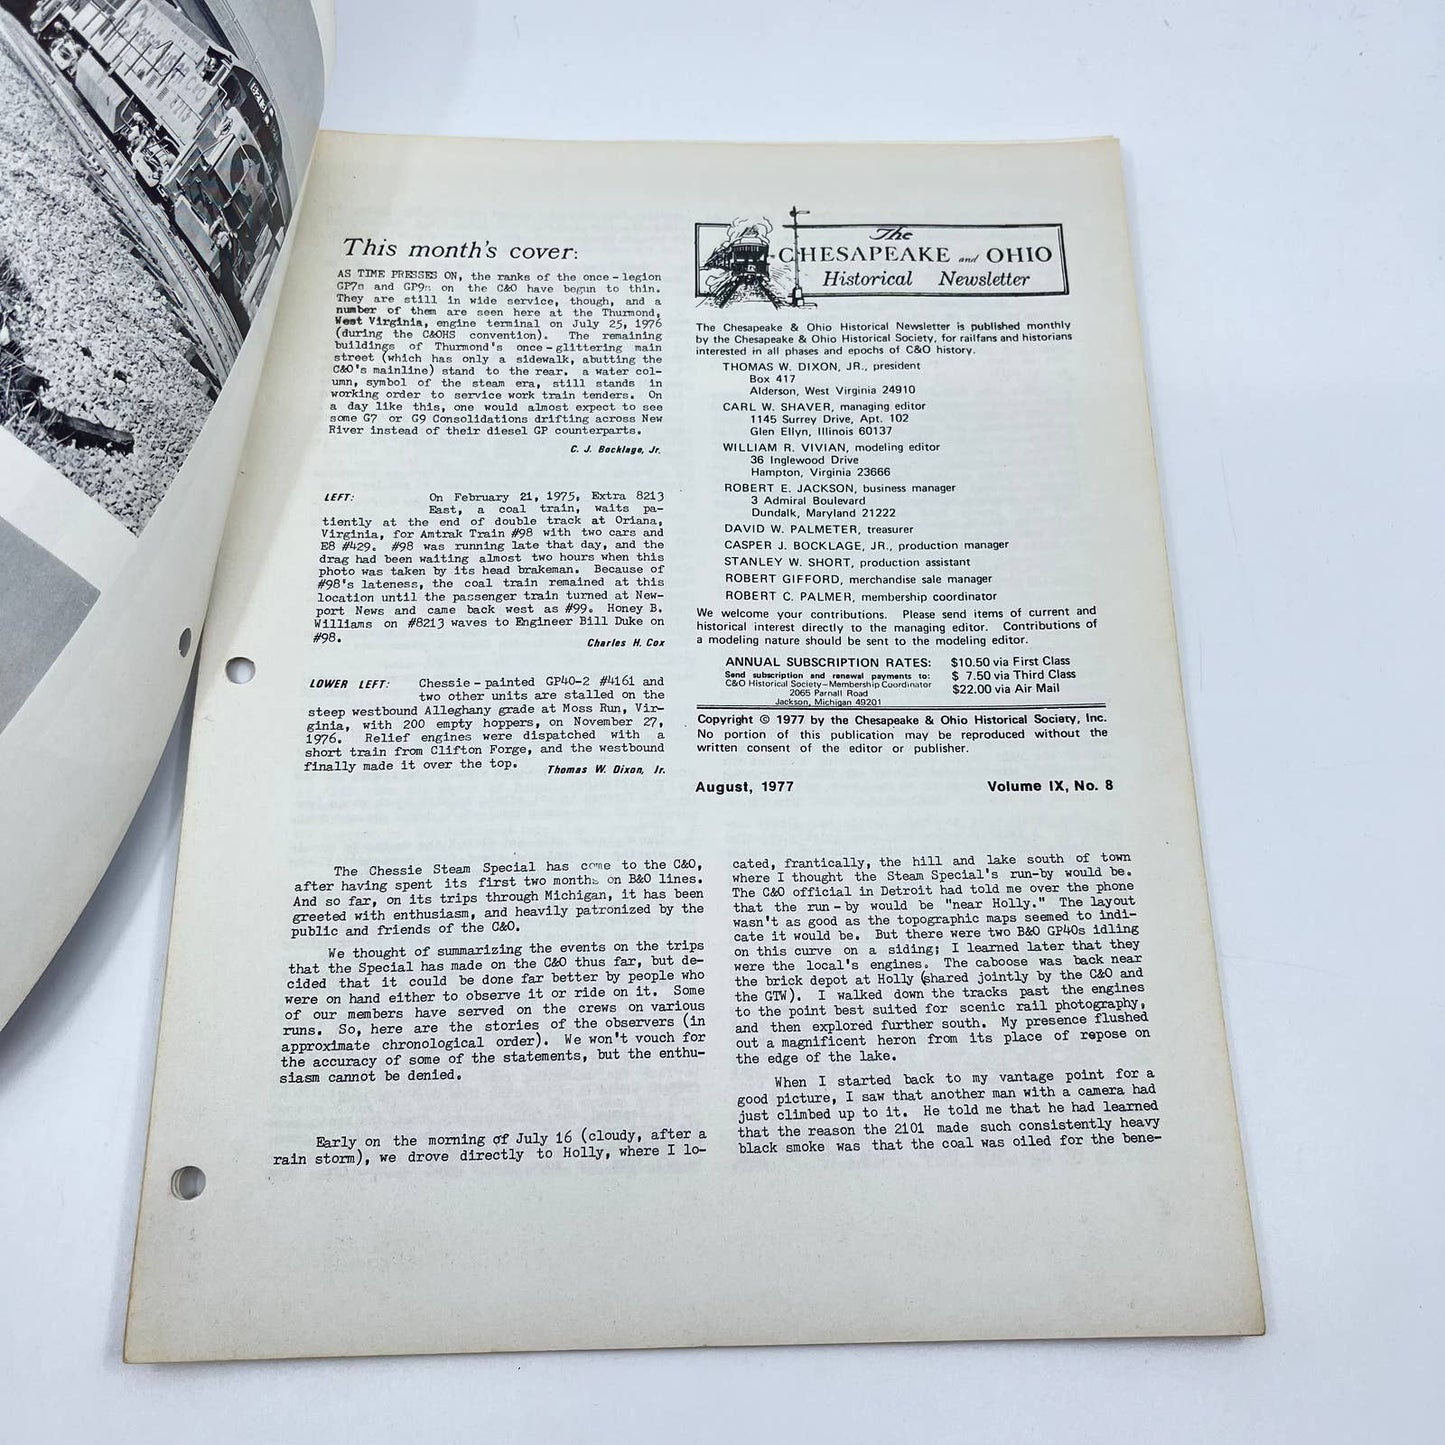 This month's cover:
AS TIME PRESSES ON, the ranks of the once-legion
GP7s and GP9s on the C&O have begun to thin.
They are still in wide service, though, and a
number of them are seen here at the Thurmond,
West Virginia, engine terminal on July 25, 1976
(during the C&OHS convention). The remaining
buildings of Thurmond's once-glittering main
street (which has only a sidewalk, abutting the
C&O's mainline) stand to the rear. a water col-
umn, symbol of the steam era, still stands in
working order to service work train tenders. On
a day like this, one would almost expect to see
some G7 or G9 Consolidations drifting across New
River instead of their diesel GP counterparts.
C. J. Bocklage, Jr.
LEFT: On February 21, 1975, Extra 8213
East, a coal train, waits pa-
tiently at the end of double track at Oriana,
Virginia, for Amtrak Train #98 with two cars and
E8 #429. #98 was running late that day, and the
drag had been waiting almost two hours when this
photo was taken by its head brakeman. Because of
#98's lateness, the coal train remained at this
location until the passenger train turned at New-
port News and came back west as #99. Honey B.
Williams on #8213 waves to Engineer Bill Duke on
#98.
Charles H. Cox
LOWER LEFT: Chessie-painted GP40-2 #4161 and
two other units are stalled on the
steep westbound Alleghany grade at Moss Run, Vir-
ginia, with 200 empty hoppers, on November 27,
1976. Relief engines were dispatched with a
short train from Clifton Forge, and the westbound
finally made it over the top.
Thomas W. Dixon, Jr.
The
CHESAPEAKE and OHIO
Historical Newsletter
The Chesapeake & Ohio Historical Newsletter is published monthly
by the Chesapeake & Ohio Historical Society, for railfans and historians
interested in all phases and epochs of C&O history.
THOMAS W. DIXON, JR., president
Box 417
Alderson, West Virginia 24910
CARL W. SHAVER, managing editor
1145 Surrey Drive, Apt. 102
Glen Ellyn, Illinois 60137
WILLIAM R. VIVIAN, modeling editor
36 Inglewood Drive
Hampton, Virginia 23666
ROBERT E. JACKSON, business manager
3 Admiral Boulevard
Dundalk, Maryland 21222
DAVID W. PALMETER, treasurer
CASPER J. BOCKLAGE, JR., production manager
STANLEY W. SHORT, production assistant
ROBERT GIFFORD, merchandise sale manager
ROBERT C. PALMER, membership coordinator
We welcome your contributions. Please send items of current and
historical interest directly to the managing editor. Contributions of
a modeling nature should be sent to the modeling editor.
ANNUAL SUBSCRIPTION RATES: $10.50 via First Class
Send subscription and renewal payments to: $ 7.50 via Third Class
C&O Historical Society—Membership Coordinator $22.00 via Air Mail
2065 Parnall Road
Jackson, Michigan 49201
Copyright © 1977 by the Chesapeake & Ohio Historical Society, Inc.
No portion of this publication may be reproduced without the
written consent of the editor or publisher.
August, 1977 Volume IX, No. 8
The Chessie Steam Special has come to the C&O,
after having spent its first two months on B&O lines.
And so far, on its trips through Michigan, it has been
greeted with enthusiasm, and heavily patronized by the
public and friends of the C&O.
We thought of summarizing the events on the trips
that the Special has made on the C&O thus far, but de-
cided that it could be done far better by people who
were on hand either to observe it or ride on it. Some
of our members have served on the crews on various
runs. So, here are the stories of the observers (in
approximate chronological order). We won't vouch for
the accuracy of some of the statements, but the enthu-
siasm cannot be denied.
Early on the morning of July 16 (cloudy, after a
rain storm), we drove directly to Holly, where I lo-
cated, frantically, the hill and lake south of town
where I thought the Steam Special's run-by would be.
The C&O official in Detroit had told me over the phone
that the run-by would be "near Holly." The layout
wasn't as good as the topographic maps seemed to indi-
cate it would be. But there were two B&O GP40s idling
on this curve on a siding; I learned later that they
were the local's engines. The caboose was back near
the brick depot at Holly (shared jointly by the C&O and
the GTW). I walked down the tracks past the engines
to the point best suited for scenic rail photography,
and then explored further south. My presence flushed
out a magnificent heron from its place of repose on
the edge of the lake.
When I started back to my vantage point for a
good picture, I saw that another man with a camera had
just climbed up to it. He told me that he had learned
that the reason the 2101 made such consistently heavy
black smoke was that the coal was oiled for the bene-